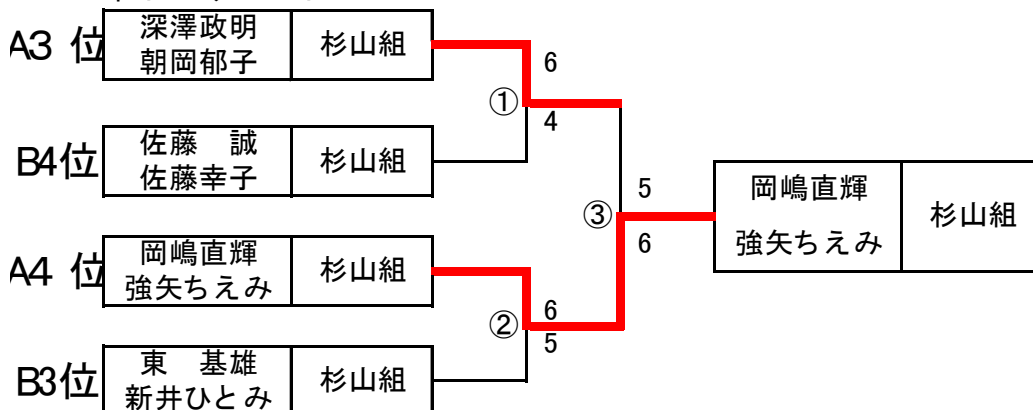 A3 位 深澤政明 杉山組
朝岡郁子
6
①
4
B4位 佐藤 誠 杉山組
佐藤幸子
5 岡嶋直輝 杉山組
③
6 強矢ちえみ
A4 位 岡嶋直輝 杉山組
強矢ちえみ
6
②
5
B3位 東 基雄 杉山組
新井ひとみ